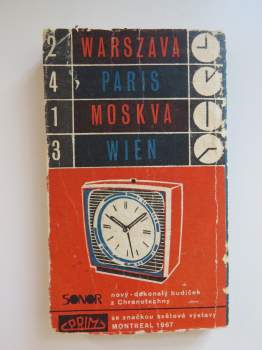 2 WARSZAVA
4 PARIS
1 MOSKVA
3 WIEN
SONOR
nový-dokonalý budíček
z Chronotechny
PRIM
se značkou světové výstavy
MONTREAL 1967